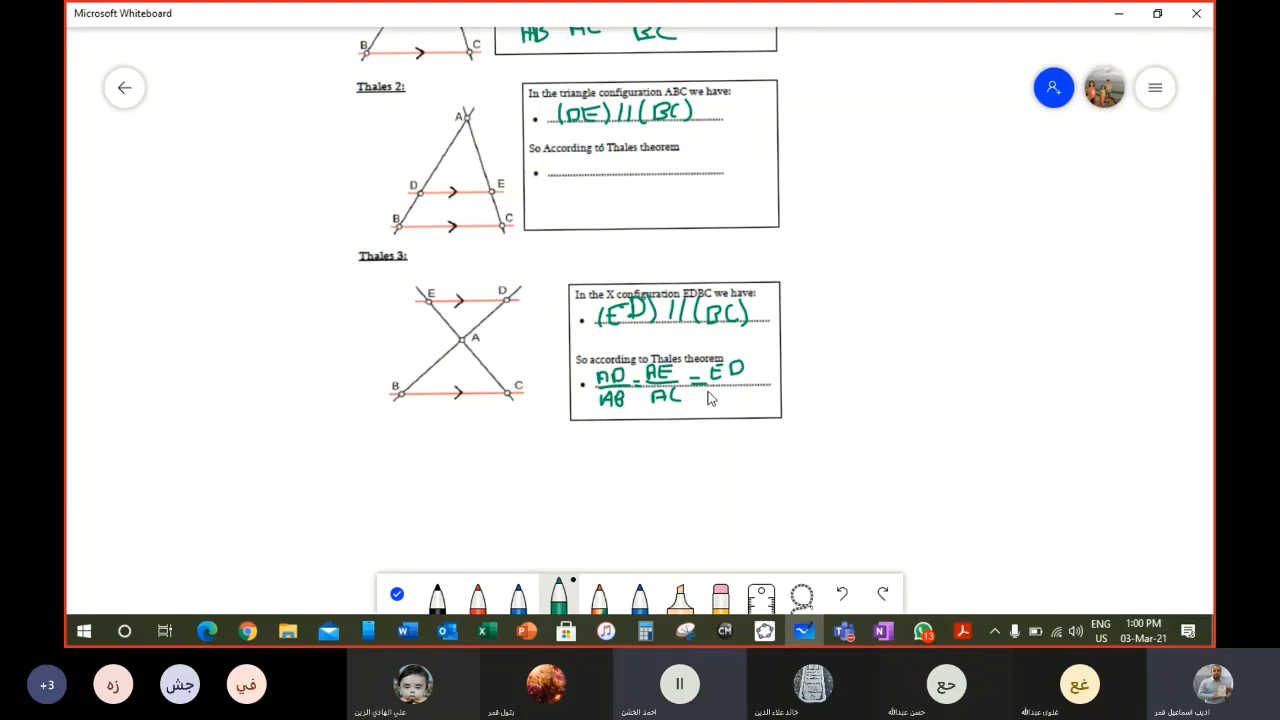 Microsoft Whiteboard
B
C
AB AC BC
Thales 2:
A
D
E
B
C
In the triangle configuration ABC we have:
(DE) // (BC)
So According to Thales theorem
Thales 3:
E
D
A
B
C
In the X configuration EDBC we have:
(ED) // (BC)
So according to Thales theorem
AD = AE = ED
AB AC
CM
13
ENG
US
1:00 PM
03-Mar-21
+3
زه
جش
في
علي الهادي الزين
بتول قمر
احمد الخشن
خالد علاء الدين
حع
حسن عبدالله
غع
غنوى عبدالله
اديب اسماعيل قمر